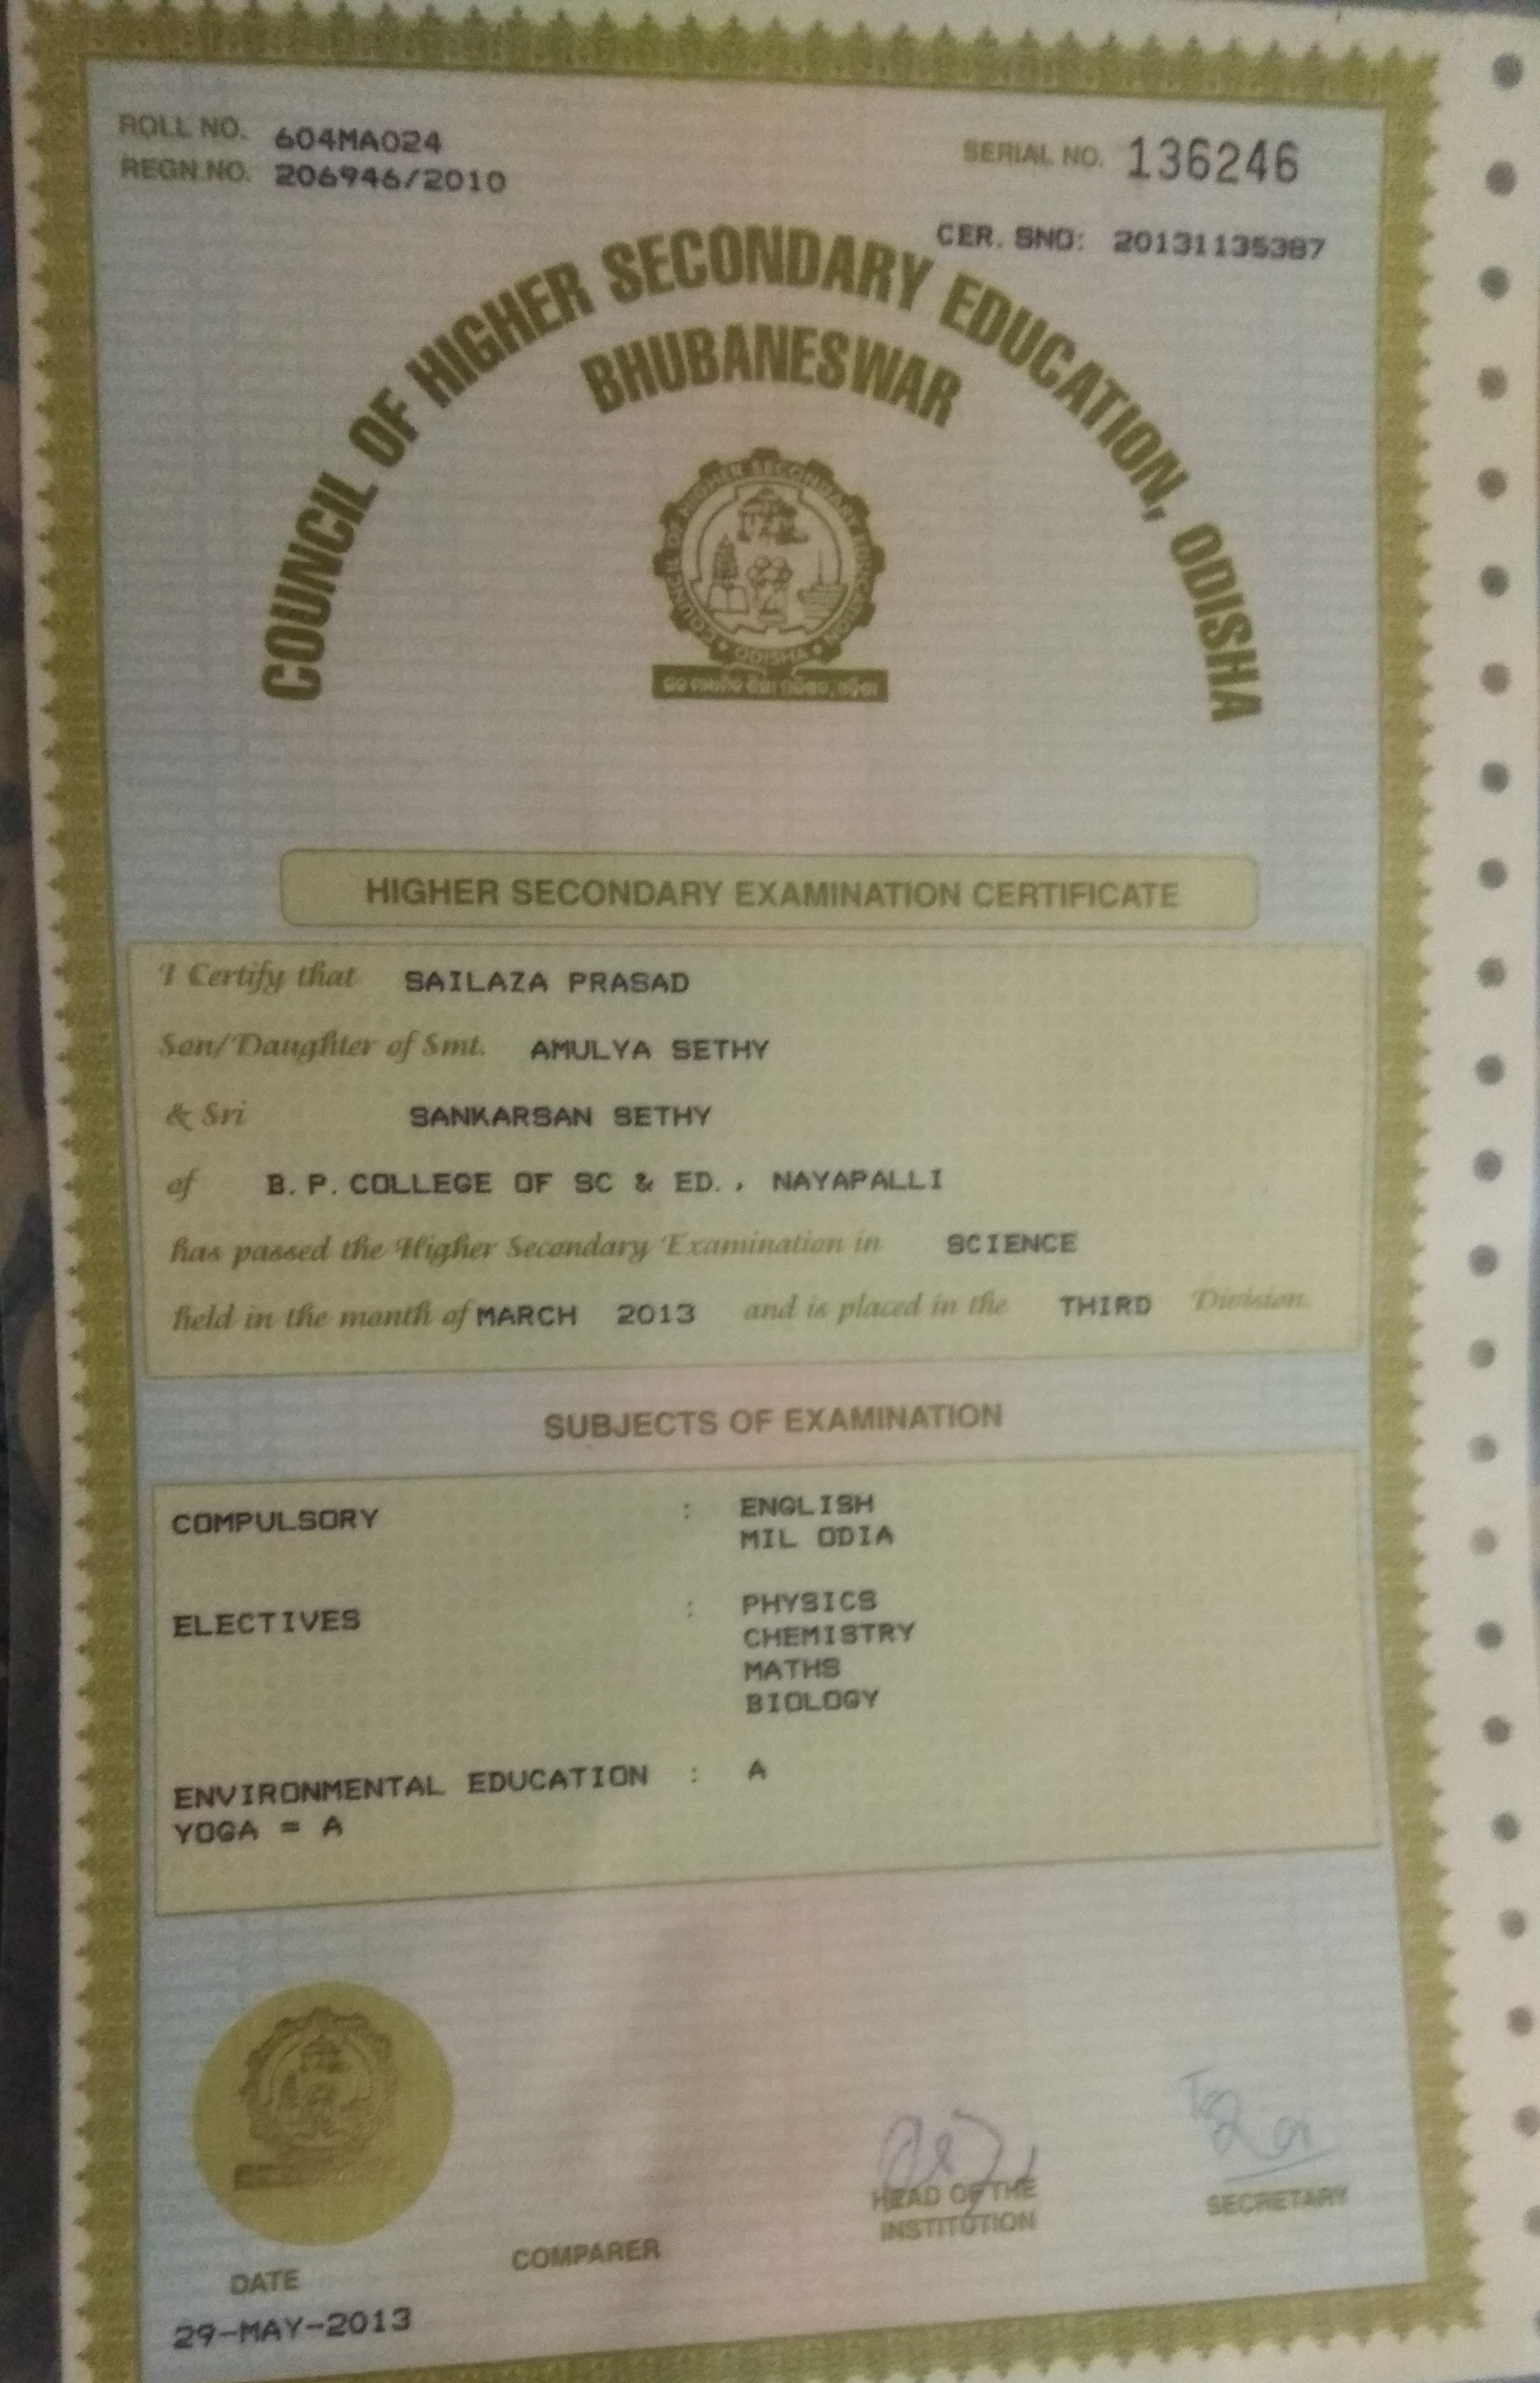 ROLL NO. 604MA024
REGN.NO. 206946/2010
SERIAL NO. 136246
CER. SNO: 20131135387
COUNCIL OF HIGHER SECONDARY EDUCATION, ODISHA
BHUBANESWAR
COUNCIL OF HIGHER SECONDARY EDUCATION
• ODISHA •
HIGHER SECONDARY EXAMINATION CERTIFICATE
I Certify that SAILAZA PRASAD
Son/Daughter of Smt. AMULYA SETHY
& Sri SANKARSAN SETHY
of B. P. COLLEGE OF SC & ED., NAYAPALLI
has passed the Higher Secondary Examination in SCIENCE
held in the month of MARCH 2013 and is placed in the THIRD Division.
SUBJECTS OF EXAMINATION
COMPULSORY : ENGLISH
MIL ODIA
ELECTIVES : PHYSICS
CHEMISTRY
MATHS
BIOLOGY
ENVIRONMENTAL EDUCATION : A
YOGA = A
HEAD OF THE
INSTITUTION
SECRETARY
COMPARER
DATE
29-MAY-2013